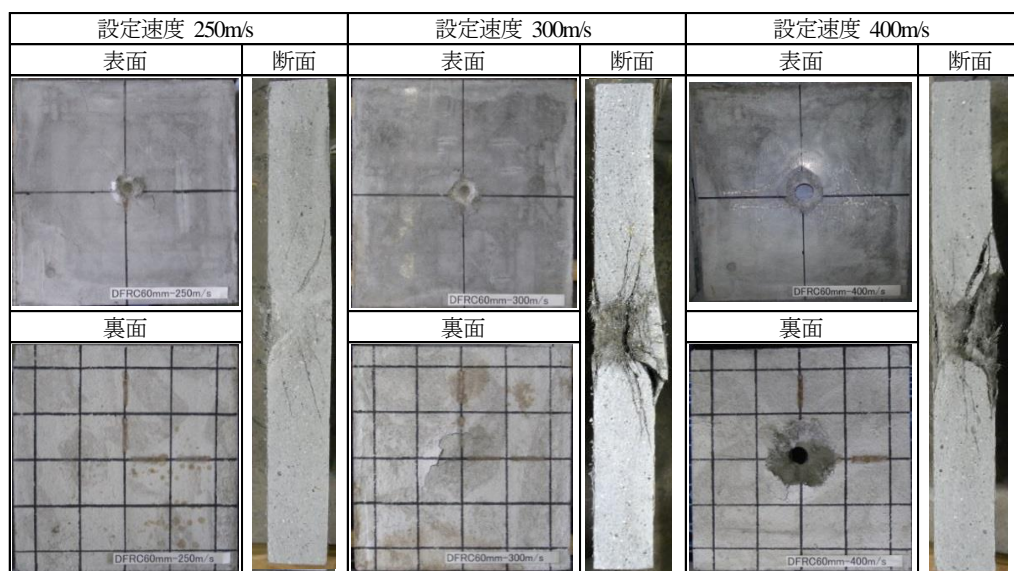 設定速度 250m/s
設定速度 300m/s
設定速度 400m/s
表面
断面
表面
断面
表面
断面
DFRC60mm-250m/s
DFRC60mm-300m/s
DFRC60mm-400m/s
裏面
裏面
裏面
DFRC60mm-250m/s
DFRC60mm-300m/s
DFRC60mm-400m/s